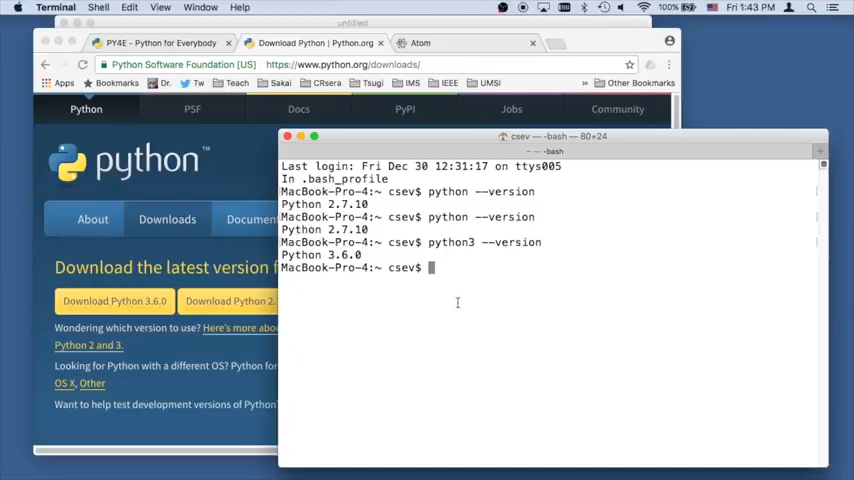 Terminal Shell Edit View Window Help 100% Fri 1:43 PM
untitled
PY4E - Python for Everybody Download Python | Python.org Atom
Python Software Foundation [US] https://www.python.org/downloads/
Apps Bookmarks Dr. Tw Teach Sakai CRsera Tsugi IMS IEEE UMSI » Other Bookmarks
Python PSF Docs PyPI Jobs Community
python™
About Downloads Document
Download the latest version f
Download Python 3.6.0 Download Python 2.7
Wondering which version to use? Here's more abou
Python 2 and 3.
Looking for Python with a different OS? Python for
OS X, Other
Want to help test development versions of Python?
csev — -bash — 80×24
~ — -bash
Last login: Fri Dec 30 12:31:17 on ttys005
In .bash_profile
MacBook-Pro-4:~ csev$ python --version
Python 2.7.10
MacBook-Pro-4:~ csev$ python --version
Python 2.7.10
MacBook-Pro-4:~ csev$ python3 --version
Python 3.6.0
MacBook-Pro-4:~ csev$